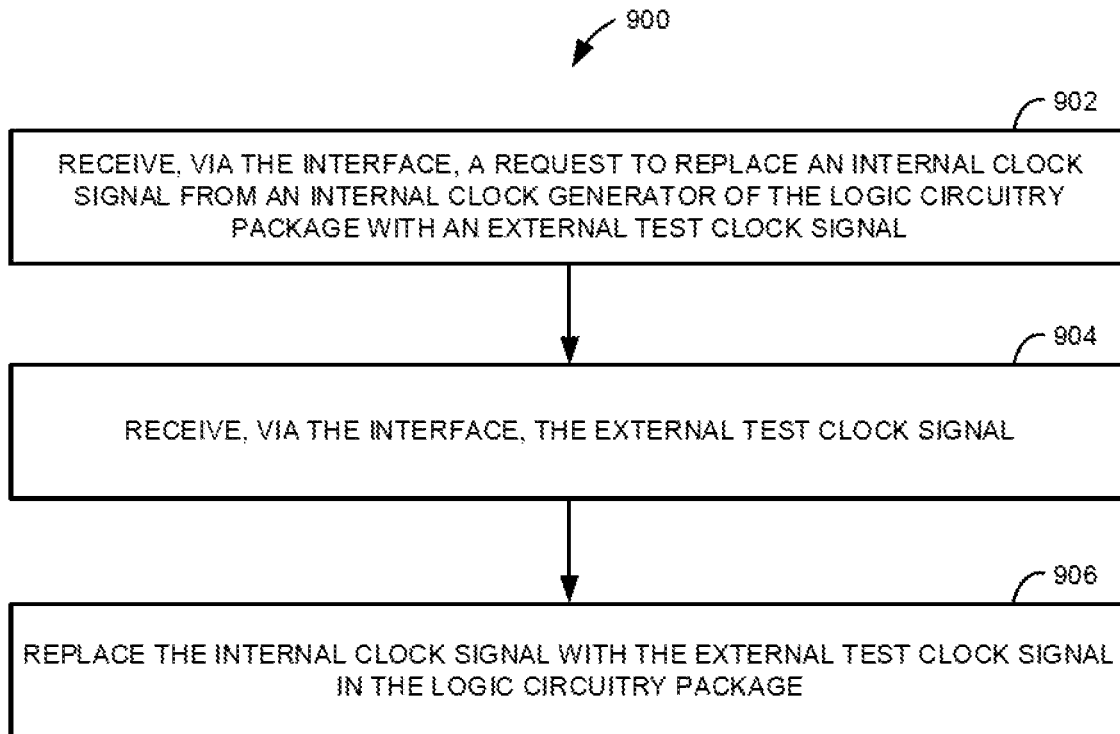 900
902
RECEIVE, VIA THE INTERFACE, A REQUEST TO REPLACE AN INTERNAL CLOCK
SIGNAL FROM AN INTERNAL CLOCK GENERATOR OF THE LOGIC CIRCUITRY
PACKAGE WITH AN EXTERNAL TEST CLOCK SIGNAL
904
RECEIVE, VIA THE INTERFACE, THE EXTERNAL TEST CLOCK SIGNAL
906
REPLACE THE INTERNAL CLOCK SIGNAL WITH THE EXTERNAL TEST CLOCK SIGNAL
IN THE LOGIC CIRCUITRY PACKAGE